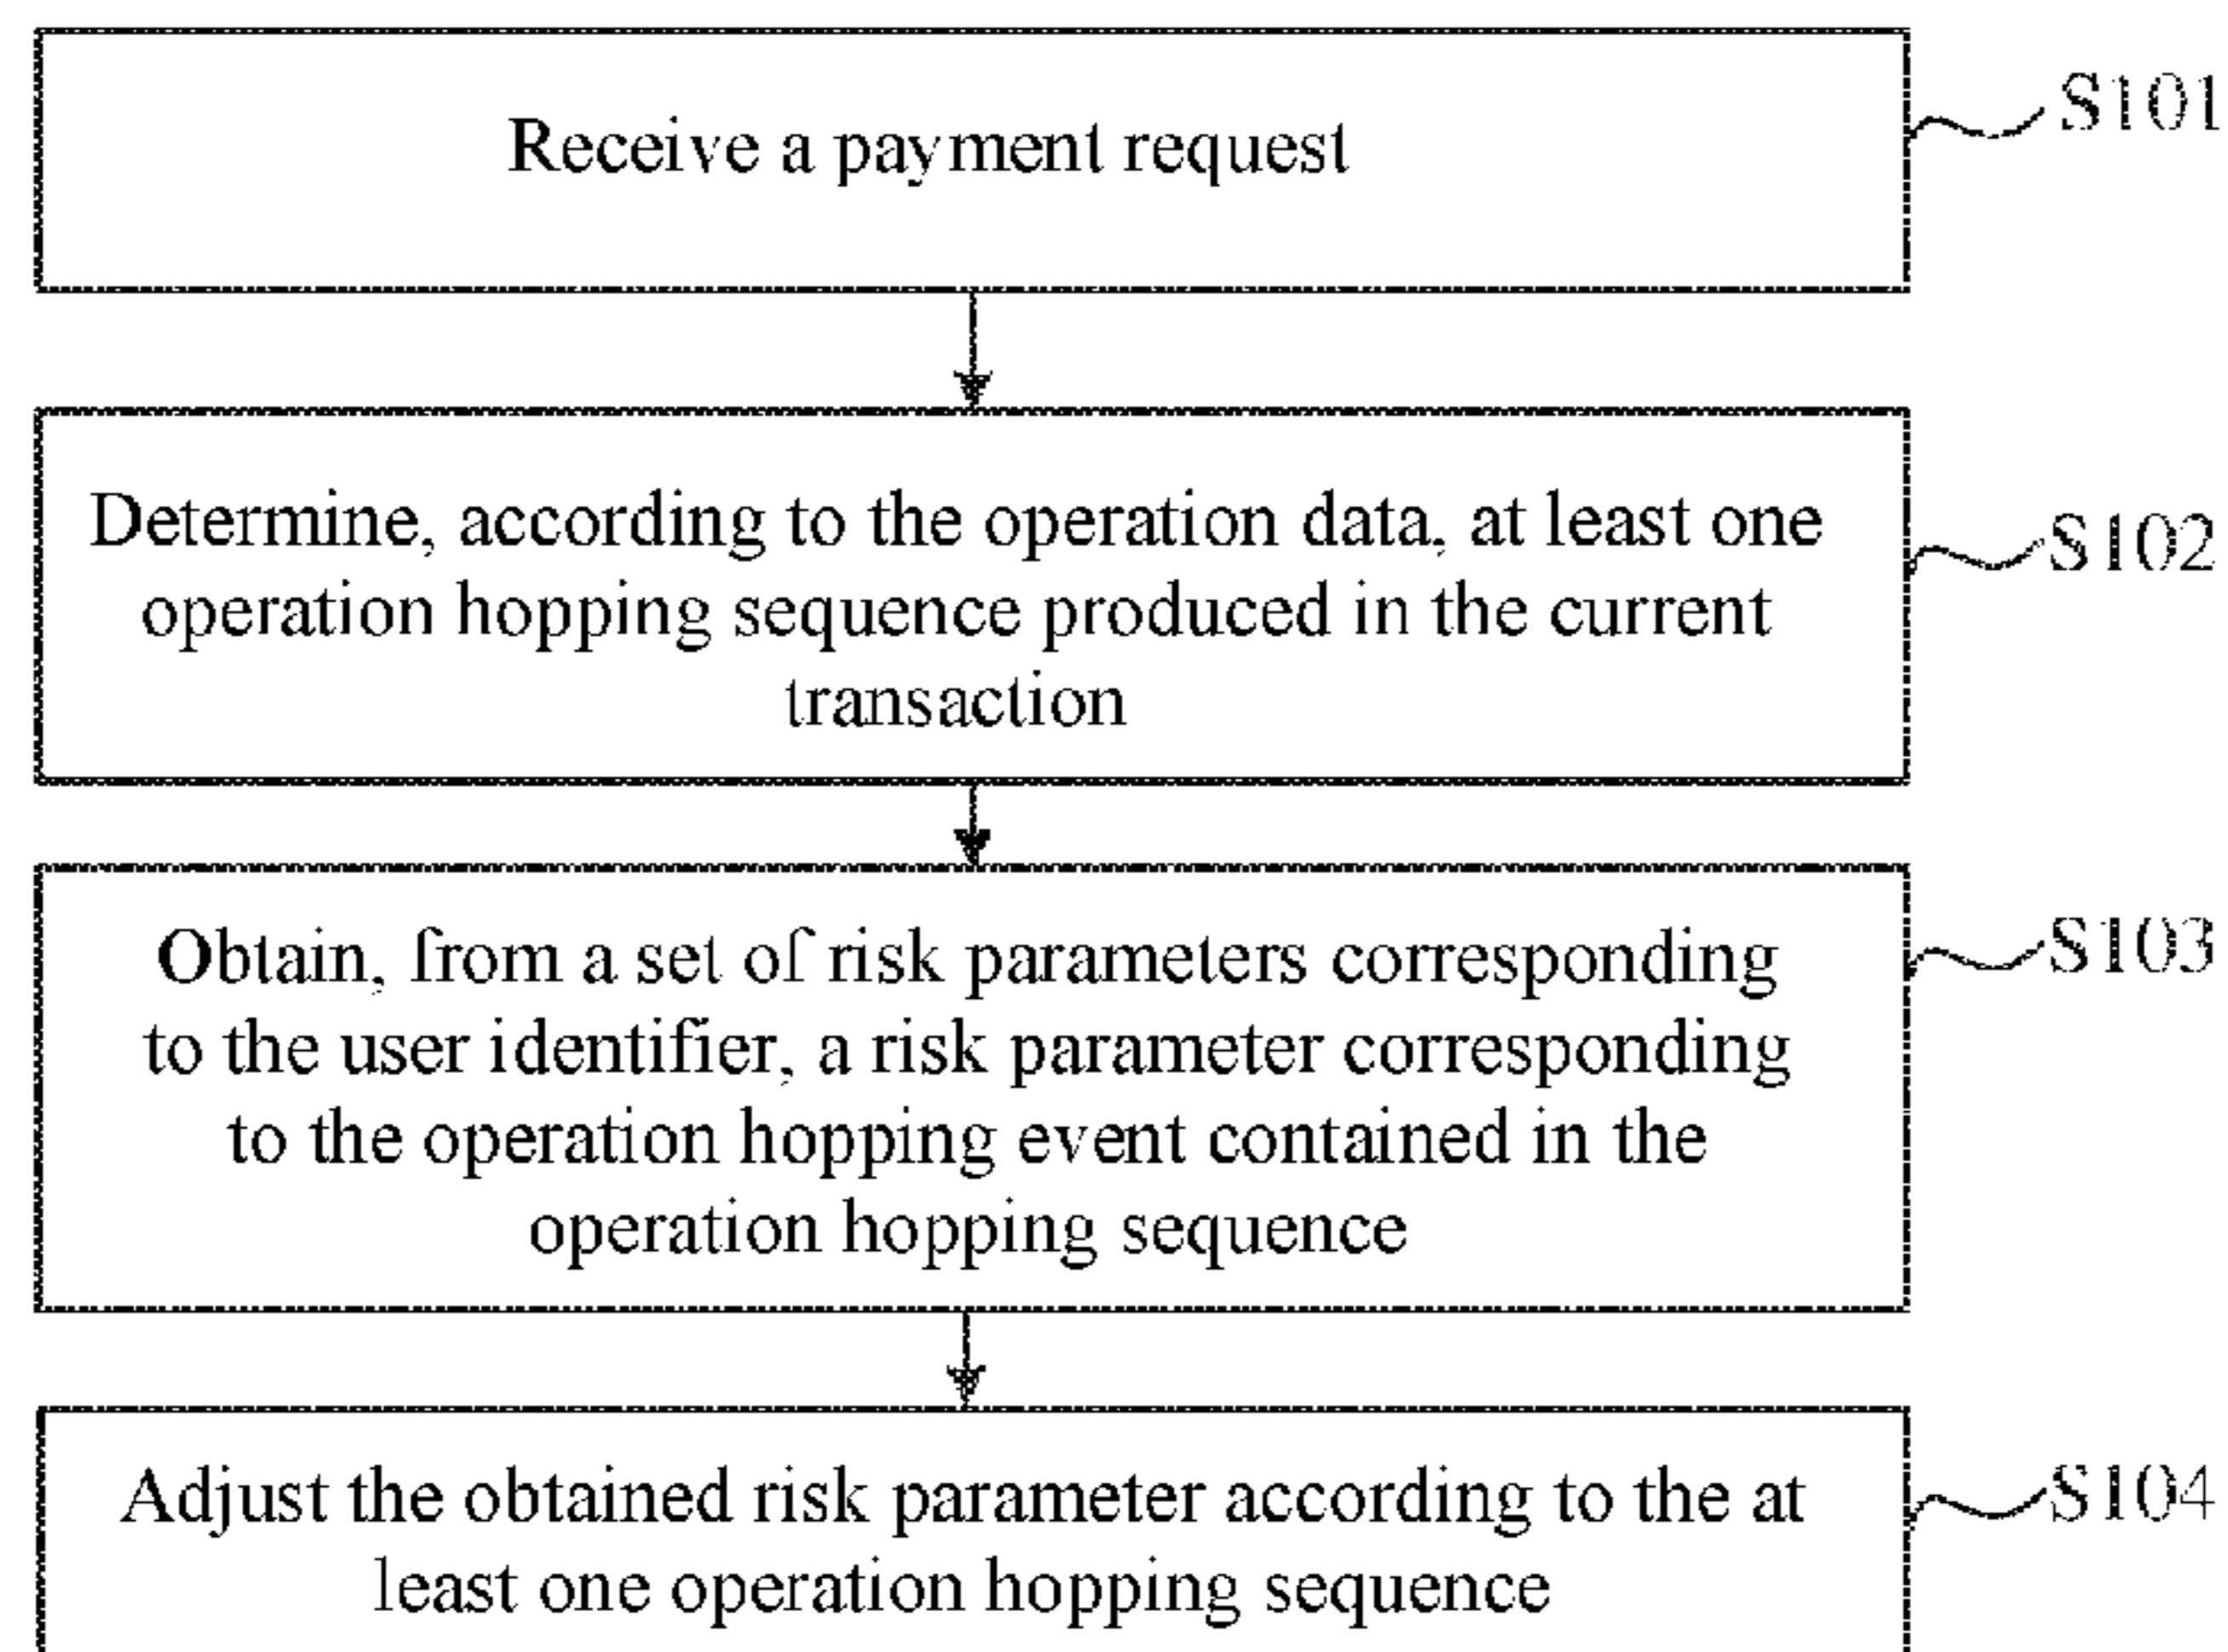 Receive a payment request
S101
Determine, according to the operation data, at least one
operation hopping sequence produced in the current
transaction
S102
Obtain, from a set of risk parameters corresponding
to the user identifier, a risk parameter corresponding
to the operation hopping event contained in the
operation hopping sequence
S103
Adjust the obtained risk parameter according to the at
least one operation hopping sequence
S104